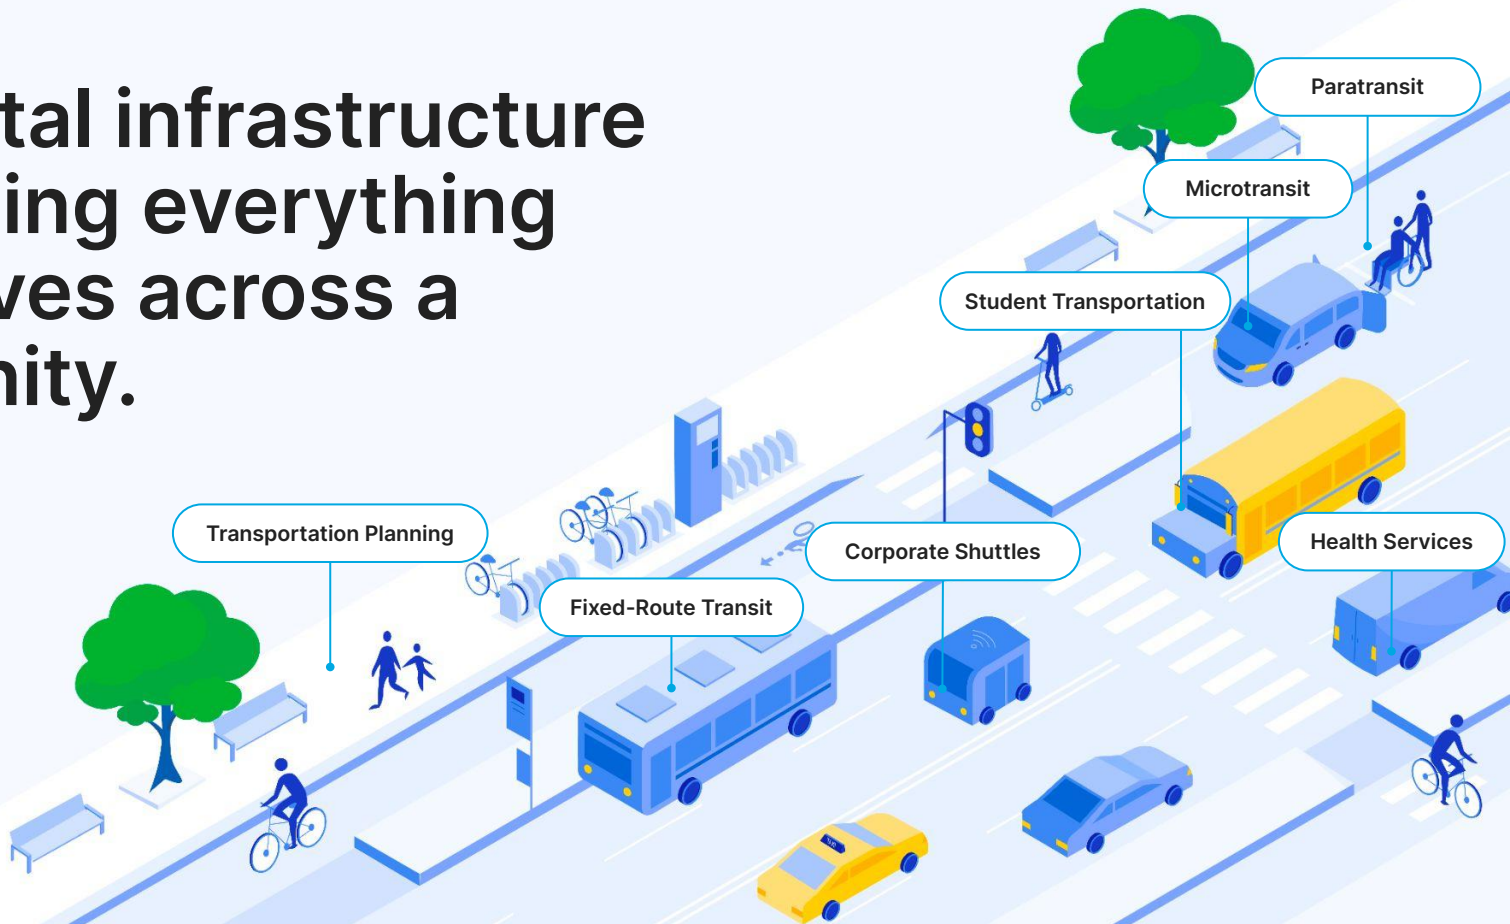 tal infrastructure
ing everything
ves across a
nity.
Paratransit
Microtransit
Student Transportation
Transportation Planning
Corporate Shuttles
Health Services
Fixed-Route Transit
TAXI